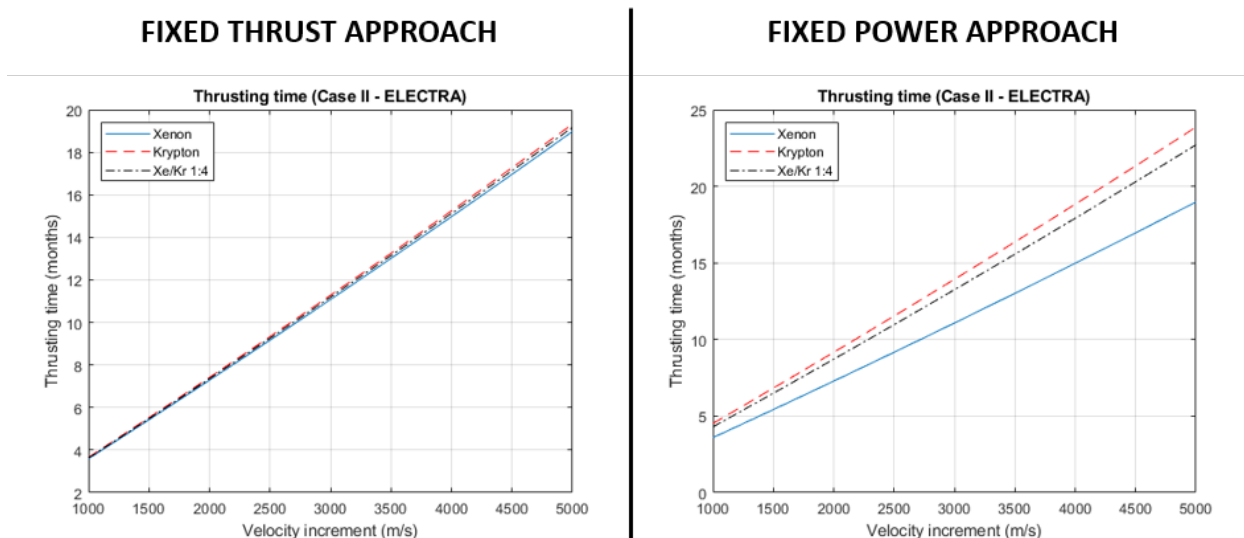 FIXED THRUST APPROACH
Thrusting time (Case II - ELECTRA)
Xenon
Krypton
Xe/Kr 1:4
Thrusting time (months)
20
18
16
14
12
10
8
6
4
2
1000 1500 2000 2500 3000 3500 4000 4500 5000
Velocity increment (m/s)
FIXED POWER APPROACH
Thrusting time (Case II - ELECTRA)
Xenon
Krypton
Xe/Kr 1:4
Thrusting time (months)
25
20
15
10
5
0
1000 1500 2000 2500 3000 3500 4000 4500 5000
Velocity increment (m/s)